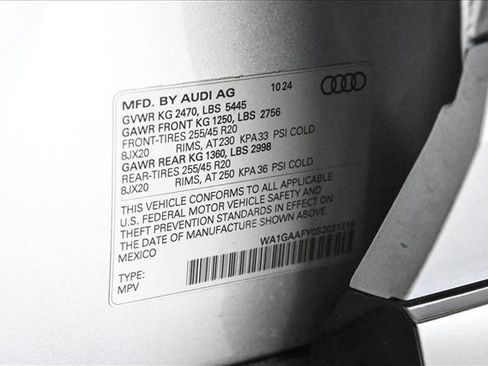 MFD. BY AUDI AG 10 24
GVWR KG 2470, LBS 5445
GAWR FRONT KG 1250, LBS 2756
FRONT-TIRES 255/45 R20
8JX20 RIMS, AT 230 KPA 33 PSI COLD
GAWR REAR KG 1360, LBS 2998
REAR-TIRES 255/45 R20
8JX20 RIMS, AT 250 KPA 36 PSI COLD
THIS VEHICLE CONFORMS TO ALL APPLICABLE
U.S. FEDERAL MOTOR VEHICLE SAFETY AND
THEFT PREVENTION STANDARDS IN EFFECT ON
THE DATE OF MANUFACTURE SHOWN ABOVE.
MEXICO
TYPE:
MPV